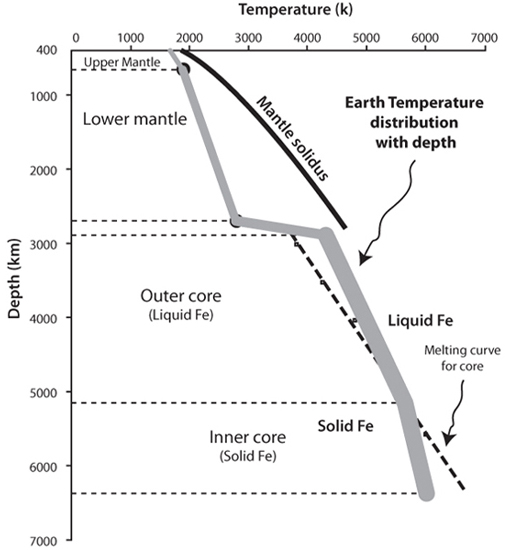 Temperature (k)
0 1000 2000 3000 4000 5000 6000 7000
400
Upper Mantle
1000
Lower mantle
Mantle solidus
Earth Temperature
distribution
with depth
2000
3000
Depth (km)
Outer core
(Liquid Fe)
4000
Liquid Fe
Melting curve
for core
5000
Solid Fe
Inner core
(Solid Fe)
6000
7000